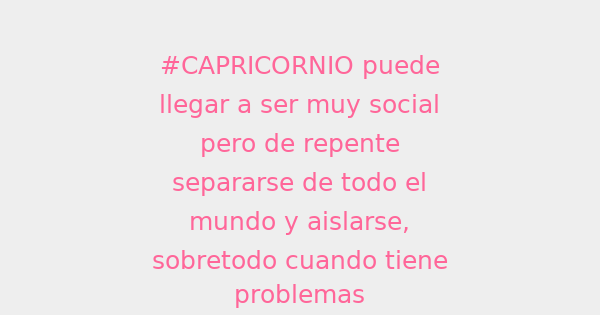 #CAPRICORNIO puede
llegar a ser muy social
pero de repente
separarse de todo el
mundo y aislarse,
sobretodo cuando tiene
problemas